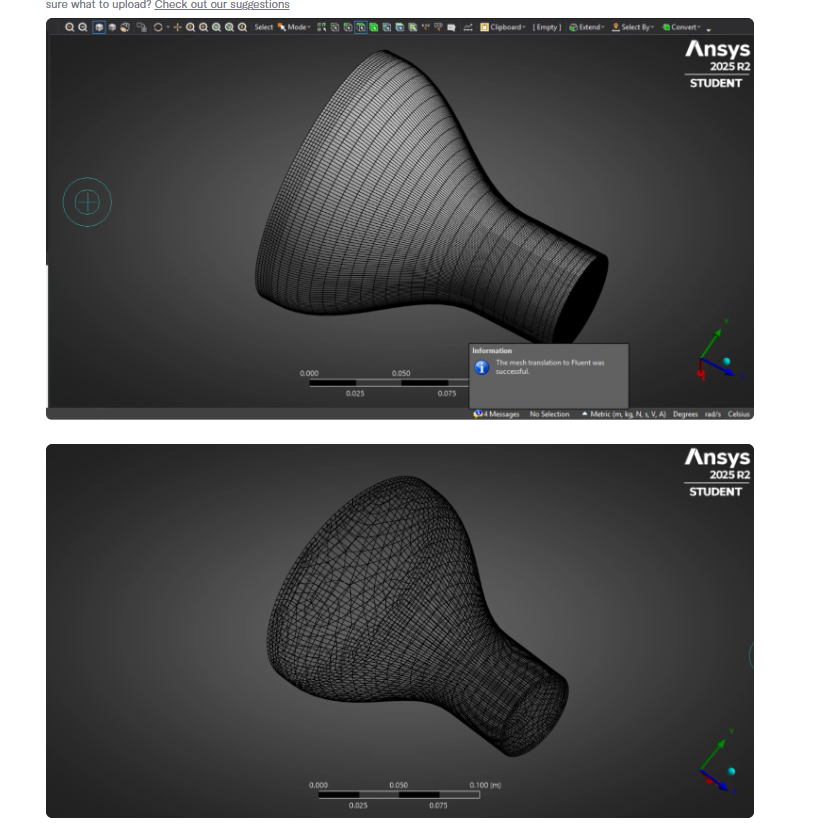 sure what to upload? Check out our suggestions
Select Mode Clipboard [ Empty ] Extend Select By Convert
Ansys
2025 R2
STUDENT
Information
The mesh translation to Fluent was
successful.
0.000 0.050
0.025 0.075
4 Messages No Selection Metric (m, kg, N, s, V, A) Degrees rad/s Celsius
Y
Ansys
2025 R2
STUDENT
Y
0.000 0.050 0.100 (m)
0.025 0.075